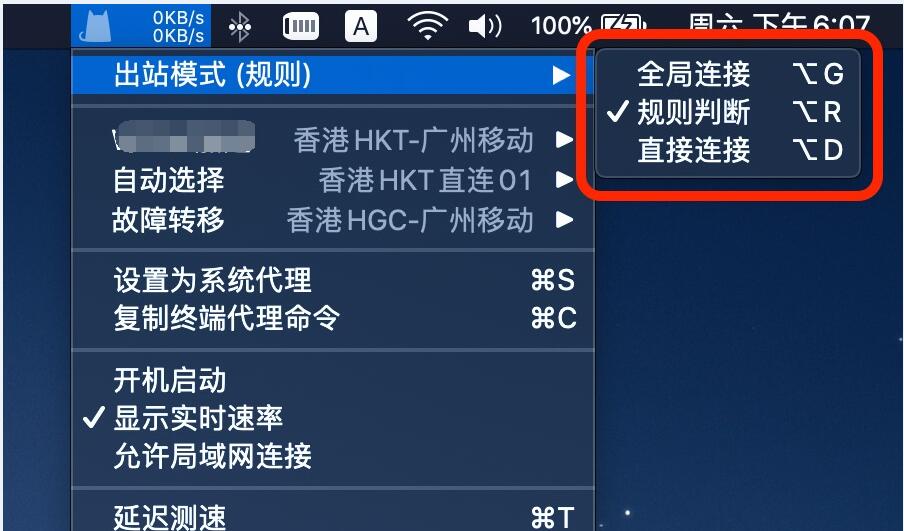 0KB/s
0KB/s
A
100%
周六 下午6:07
出站模式 (规则) ▶
全局连接 ⌥G
✓规则判断 ⌥R
直接连接 ⌥D
香港HKT-广州移动 ▶
自动选择 香港HKT直连01 ▶
故障转移 香港HGC-广州移动 ▶
设置为系统代理 ⌘S
复制终端代理命令 ⌘C
开机启动
✓显示实时速率
允许局域网连接
延迟测速 ⌘T